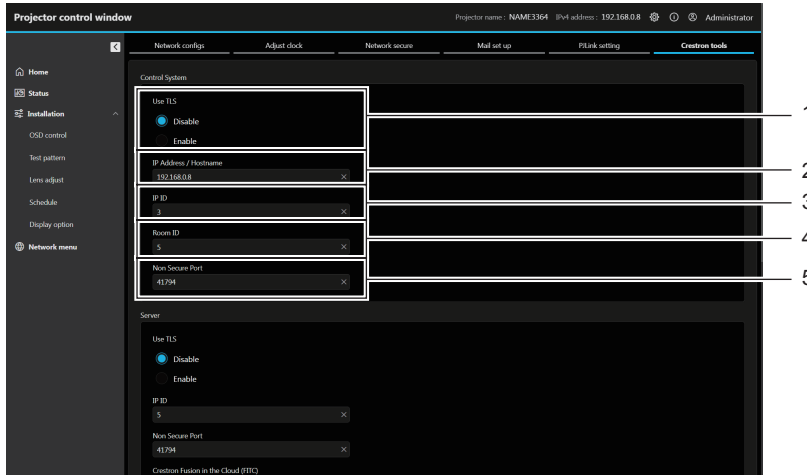 Projector control window
Projector name : NAME3364 IPv4 address : 192.168.0.8 Administrator
Network configs Adjust clock Network secure Mail set up PJLink setting Crestron tools
Home
Status
Installation
OSD control
Test pattern
Lens adjust
Schedule
Display option
Network menu
Control System
Use TLS
Disable
Enable
1
IP Address / Hostname
192.168.0.8
2
IP ID
3
3
Room ID
5
4
Non Secure Port
41794
5
Server
Use TLS
Disable
Enable
IP ID
5
Non Secure Port
41794
Crestron Fusion in the Cloud (FITC)